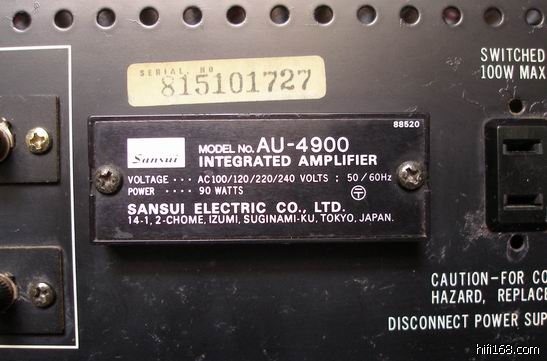 SERIAL NO
815101727
SWITCHED
100W MAX
88520
Sansui
MODEL NO. AU-4900
INTEGRATED AMPLIFIER
VOLTAGE ··· AC100/120/220/240 VOLTS : 50/60Hz
POWER ···· 90 WATTS
SANSUI ELECTRIC CO., LTD.
14-1, 2-CHOME, IZUMI, SUGINAMI-KU, TOKYO, JAPAN.
CAUTION-FOR CO
HAZARD, REPLACE
DISCONNECT POWER SUP
hifi168.com